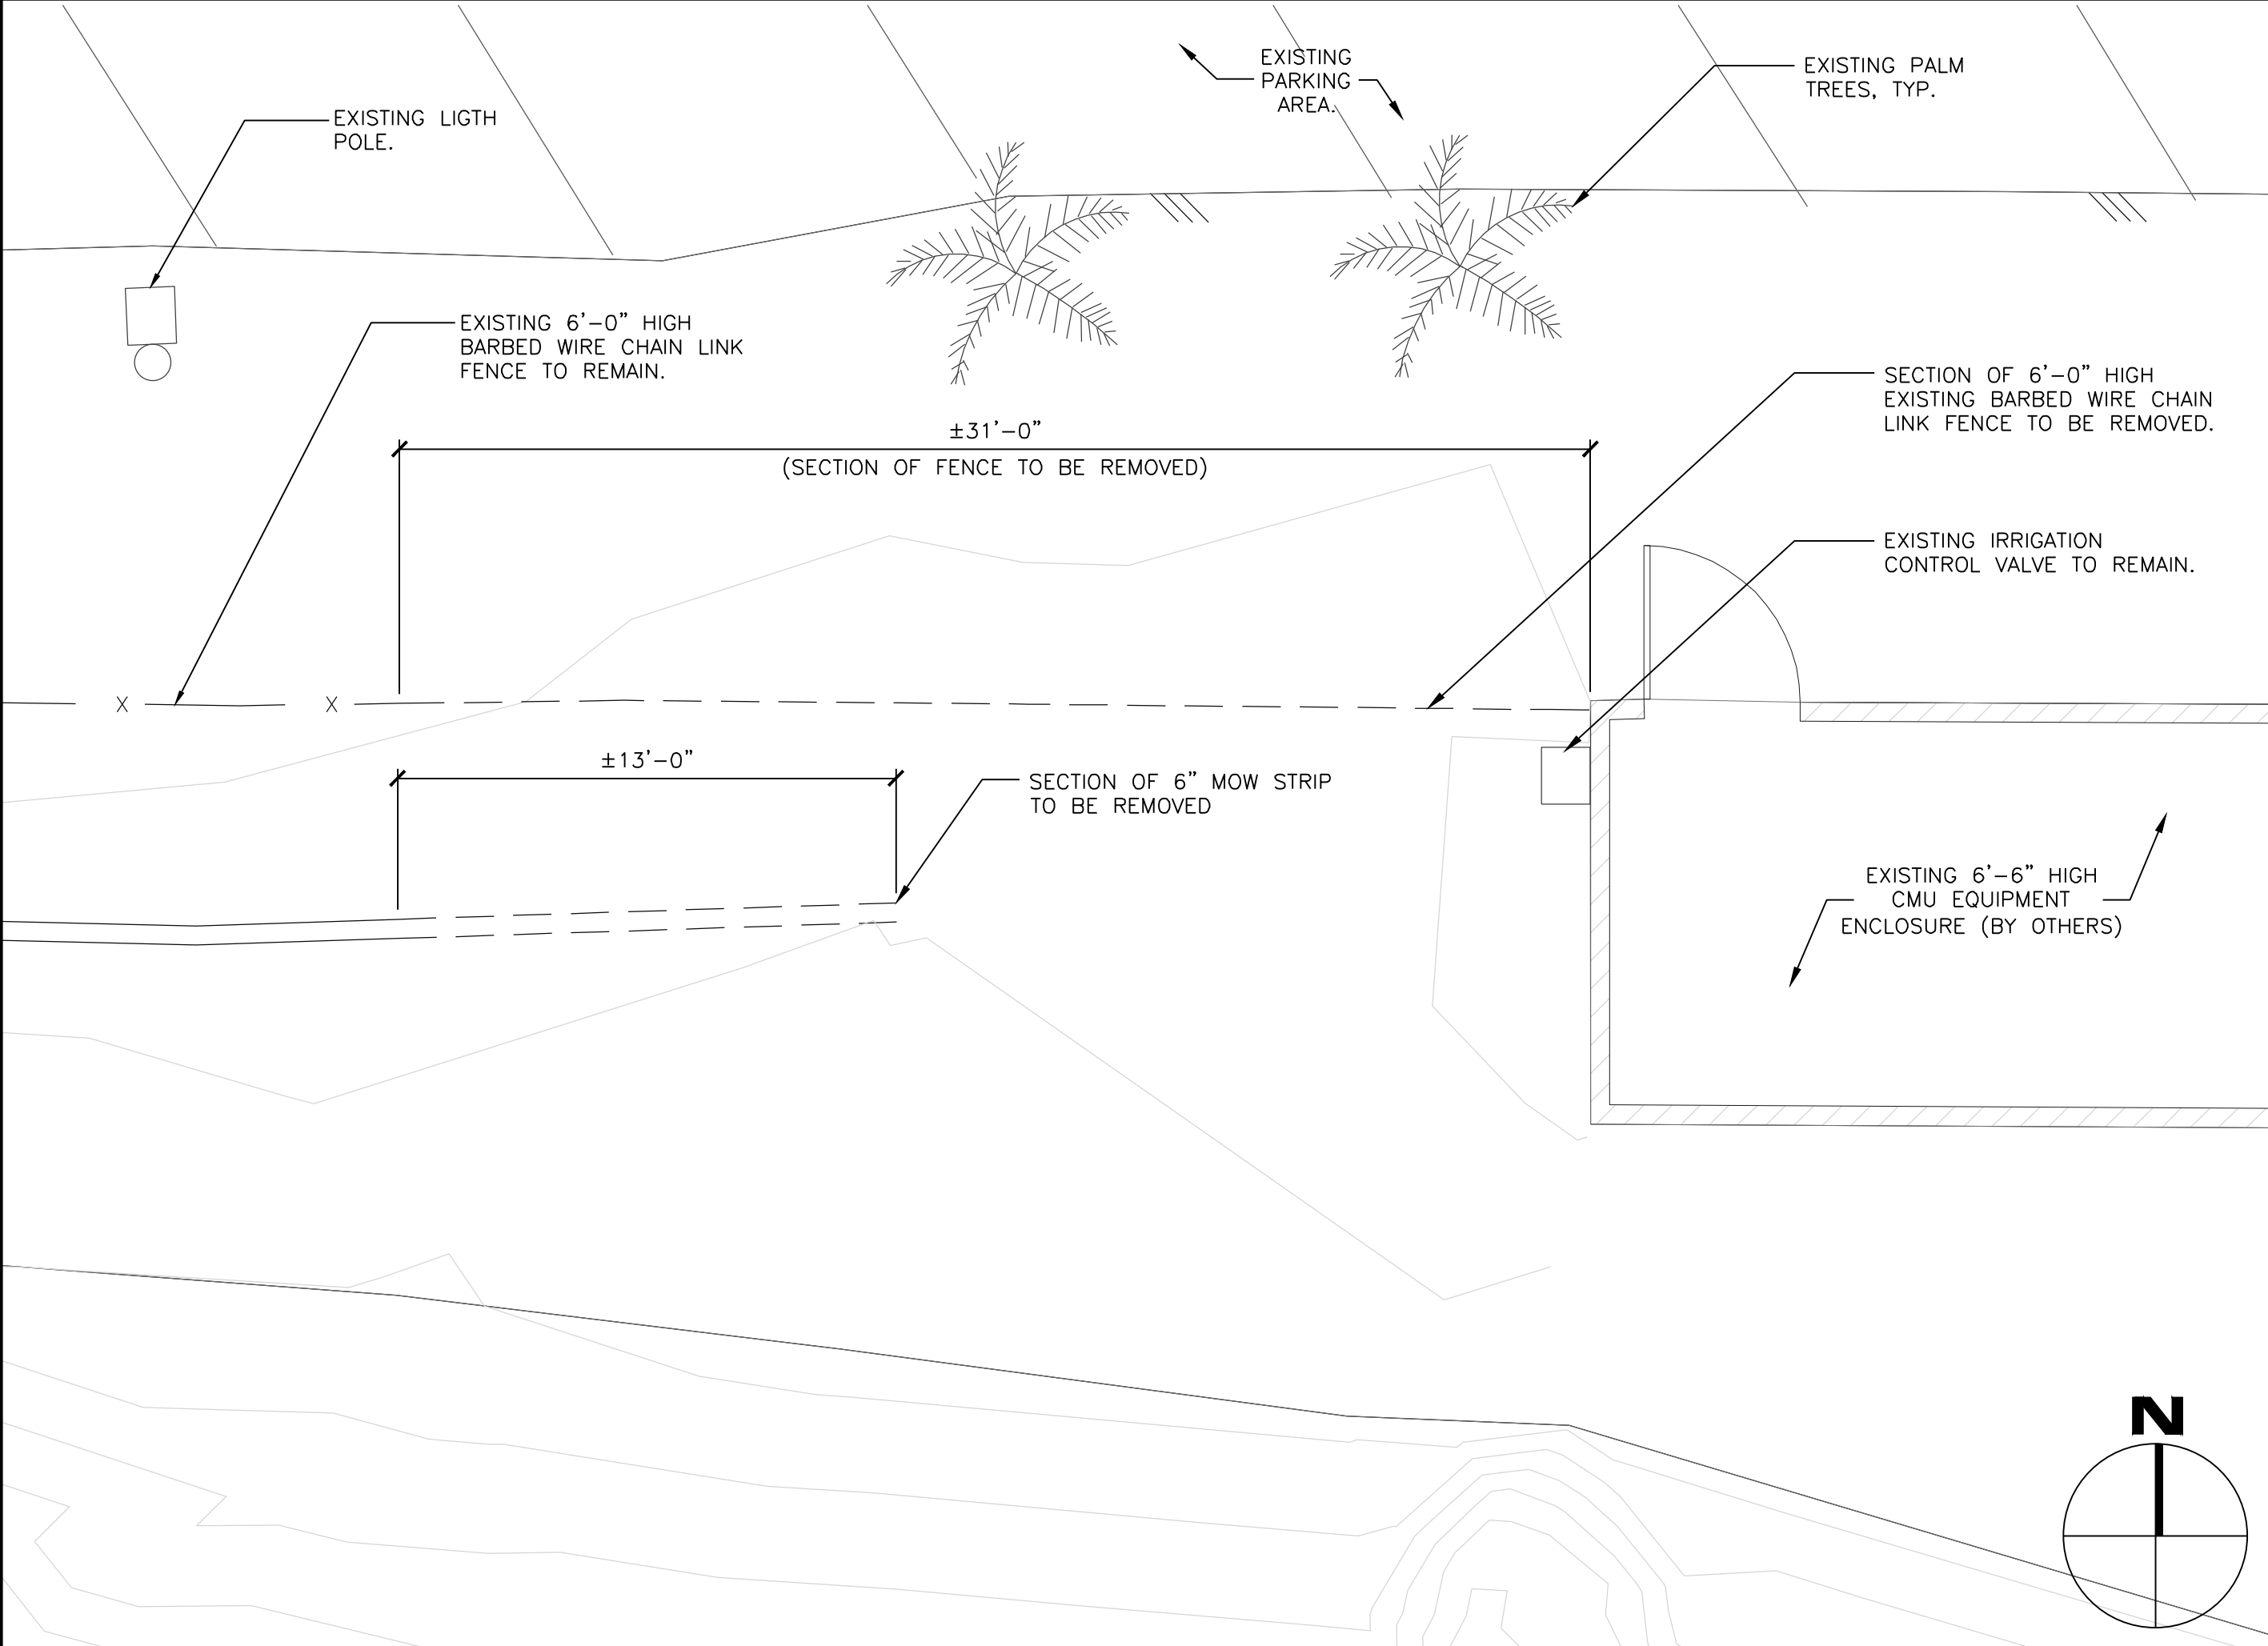 EXISTING
PARKING
AREA.
EXISTING PALM
TREES, TYP.
EXISTING LIGTH
POLE.
EXISTING 6'-0" HIGH
BARBED WIRE CHAIN LINK
FENCE TO REMAIN.
SECTION OF 6'-0" HIGH
EXISTING BARBED WIRE CHAIN
LINK FENCE TO BE REMOVED.
±31'-0"
(SECTION OF FENCE TO BE REMOVED)
EXISTING IRRIGATION
CONTROL VALVE TO REMAIN.
X
X
±13'-0"
SECTION OF 6" MOW STRIP
TO BE REMOVED
EXISTING 6'-6" HIGH
CMU EQUIPMENT
ENCLOSURE (BY OTHERS)
N